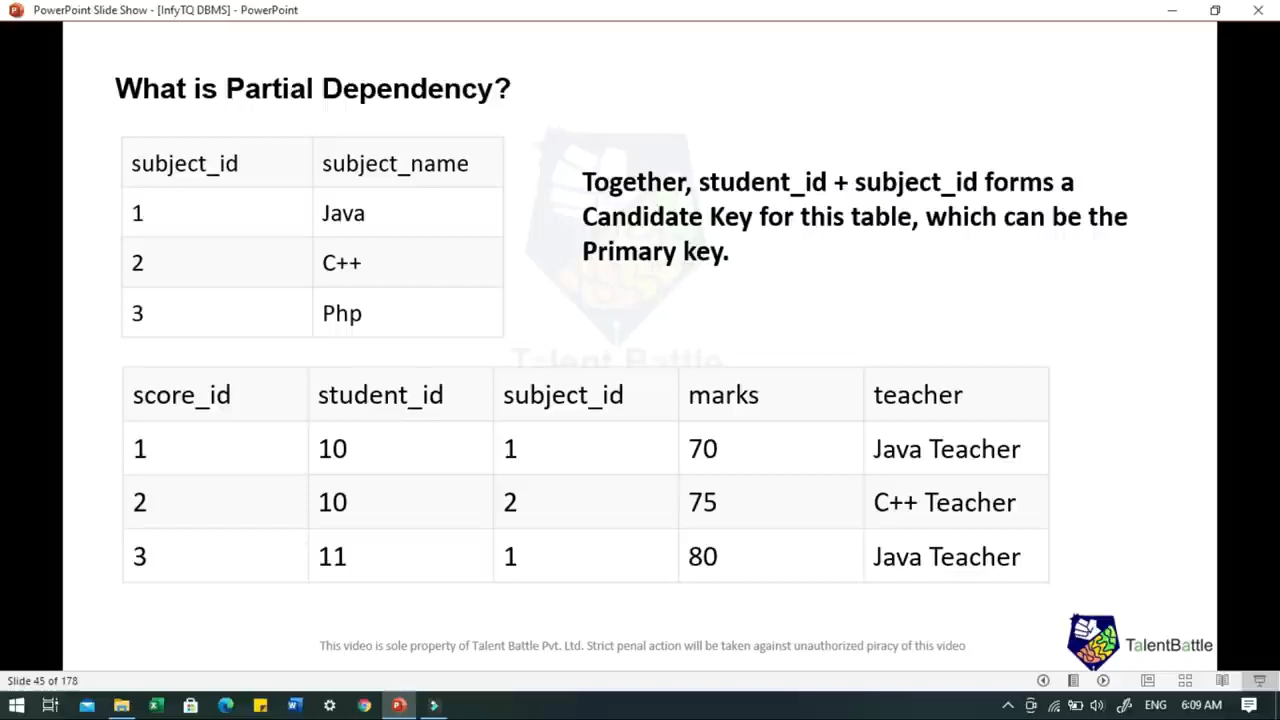 PowerPoint Slide Show - [InfyTQ DBMS] - PowerPoint
What is Partial Dependency?
subject_id subject_name
1 Java
2 C++
3 Php
Together, student_id + subject_id forms a
Candidate Key for this table, which can be the
Primary key.
Talent Battle
score_id student_id subject_id marks teacher
1 10 1 70 Java Teacher
2 10 2 75 C++ Teacher
3 11 1 80 Java Teacher
This video is sole property of Talent Battle Pvt. Ltd. Strict penal action will be taken against unauthorized piracy of this video
TalentBattle
Slide 45 of 178
ENG 6:09 AM